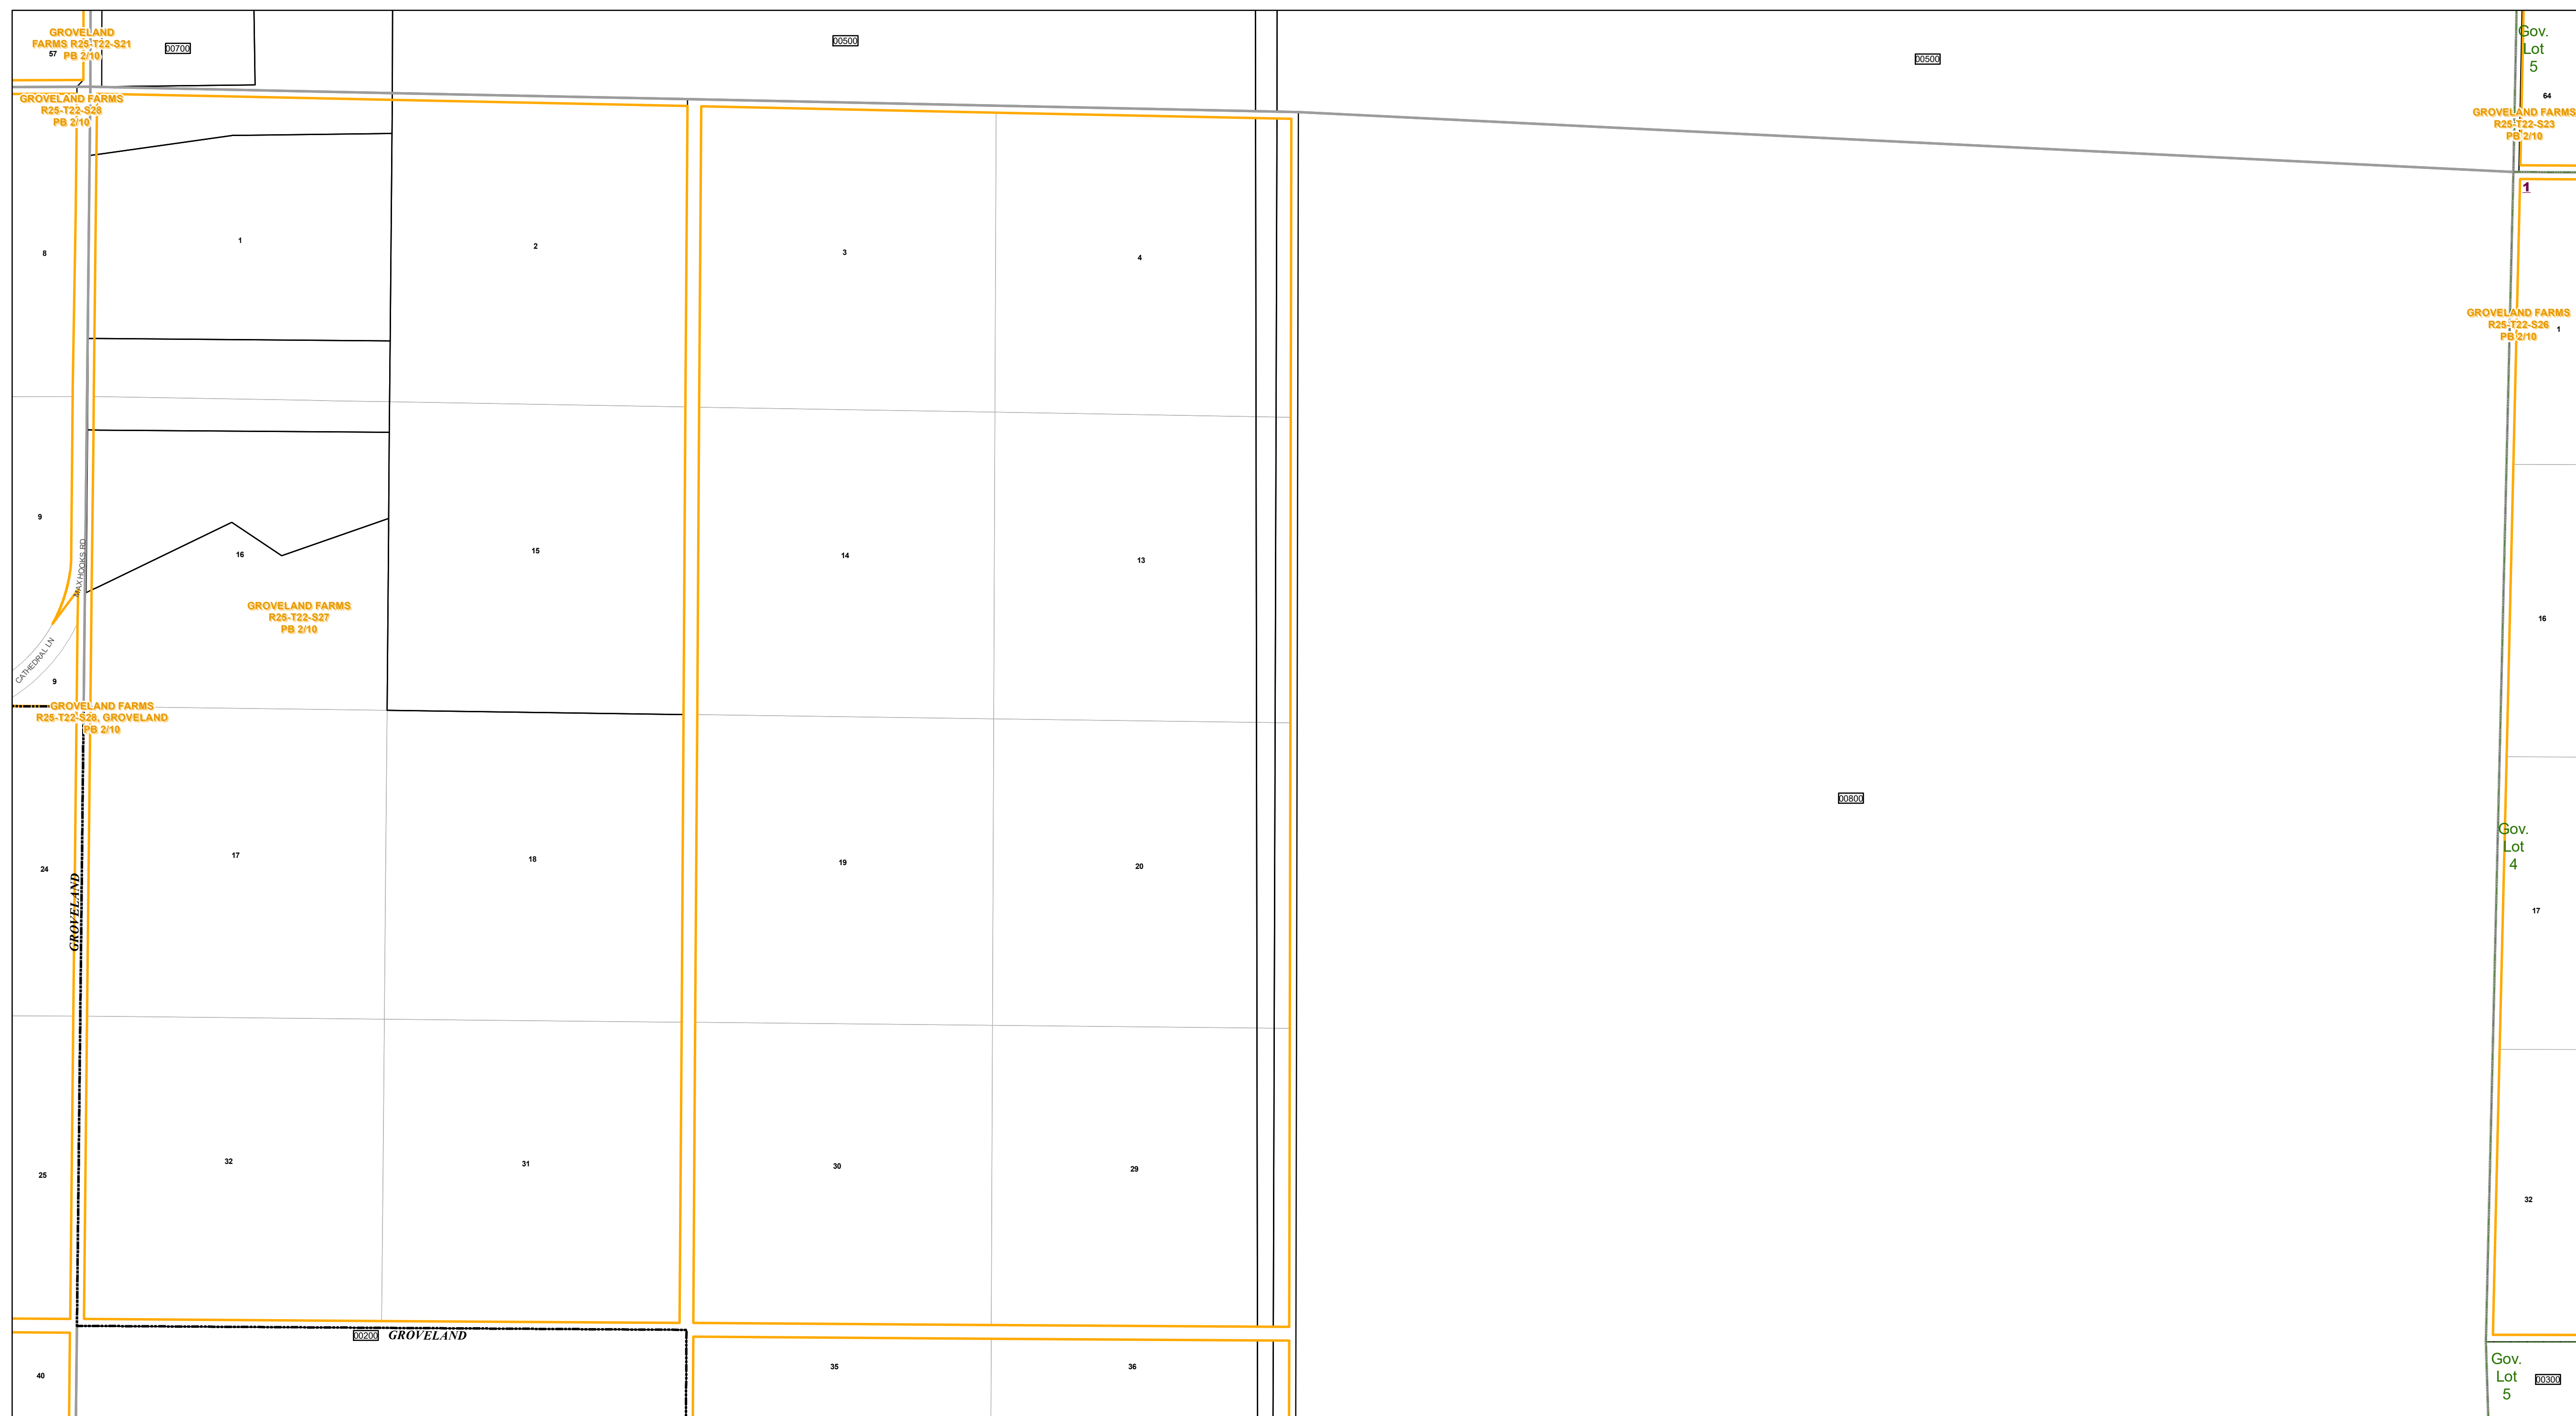 GROVELAND
FARMS R25-T22-S21
PB 2/10
57
00700
00500
00500
Gov.
Lot
5
64
GROVELAND FARMS
R25-T22-S28
PB 2/10
GROVELAND FARMS
R25-T22-S23
PB 2/10
1
8
1
2
3
4
GROVELAND FARMS
R25-T22-S26
PB 2/10
1
9
MAX HOOKS RD
16
15
14
13
GROVELAND FARMS
R25-T22-S27
PB 2/10
16
CATHEDRAL LN
9
GROVELAND FARMS
R25-T22-S28, GROVELAND
PB 2/10
00800
Gov.
Lot
4
24
GROVELAND
17
18
19
20
17
25
32
31
30
29
32
00200
GROVELAND
40
35
36
Gov.
Lot
5
00300